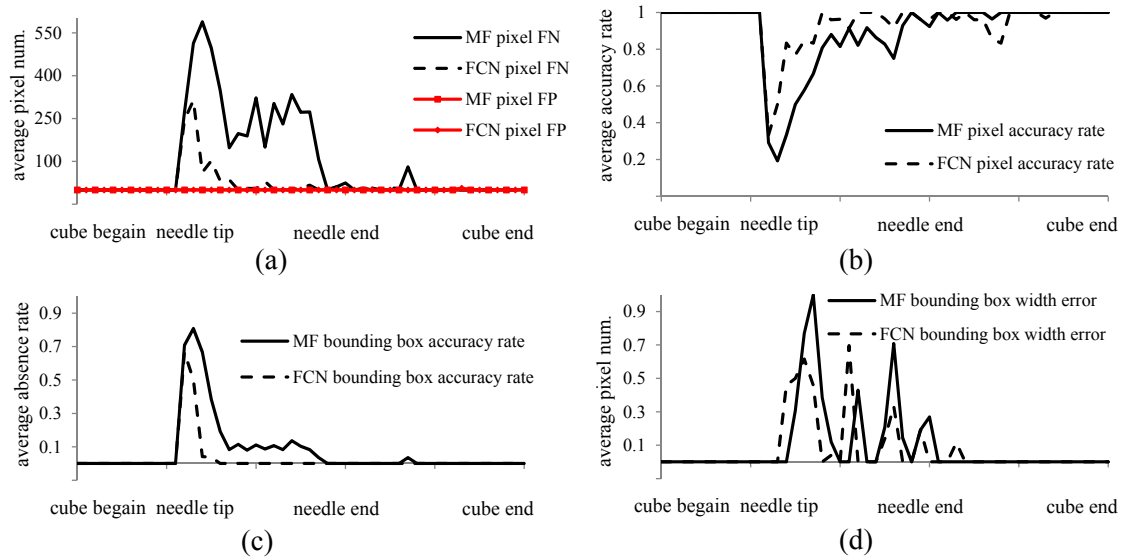 average pixel num.
550
400
250
100
MF pixel FN
FCN pixel FN
MF pixel FP
FCN pixel FP
cube begain needle tip needle end cube end
(a)
average accuracy rate
1
0.8
0.6
0.4
0.2
MF pixel accuracy rate
FCN pixel accuracy rate
cube begain needle tip needle end cube end
(b)
average absence rate
0.9
0.7
0.5
0.3
0.1
MF bounding box accuracy rate
FCN bounding box accuracy rate
cube begain needle tip needle end cube end
(c)
average pixel num.
0.9
0.7
0.5
0.3
0.1
MF bounding box width error
FCN bounding box width error
cube begain needle tip needle end cube end
(d)